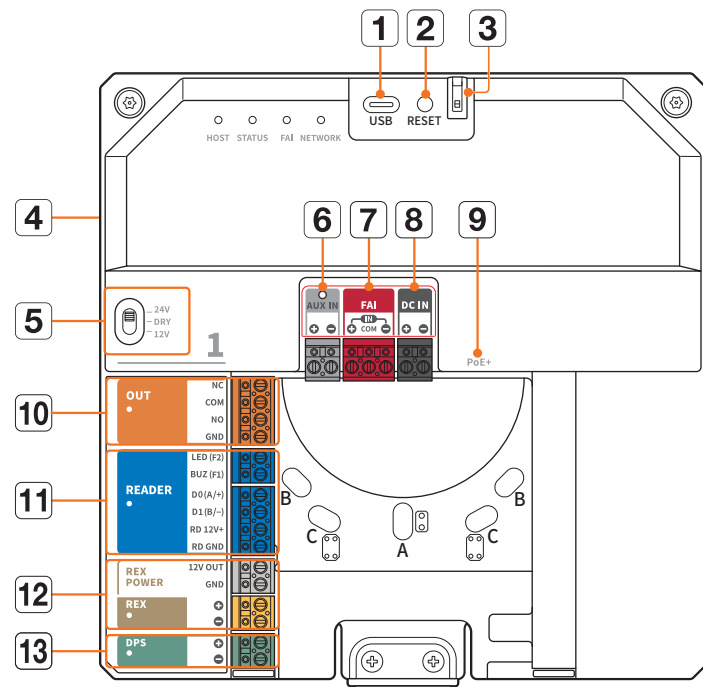 1 2 3
USB RESET
HOST STATUS FAI NETWORK
4
6 7 8 9
AUX IN FAI DC IN
IN
COM
5
24V
DRY
12V
1
PoE+
10
OUT
NC
COM
NO
GND
11
READER
LED (F2)
BUZ (F1)
D0 (A/+)
D1 (B/−)
RD 12V+
RD GND
B B
C C
A
12
REX
POWER
12V OUT
GND
REX
13
DPS